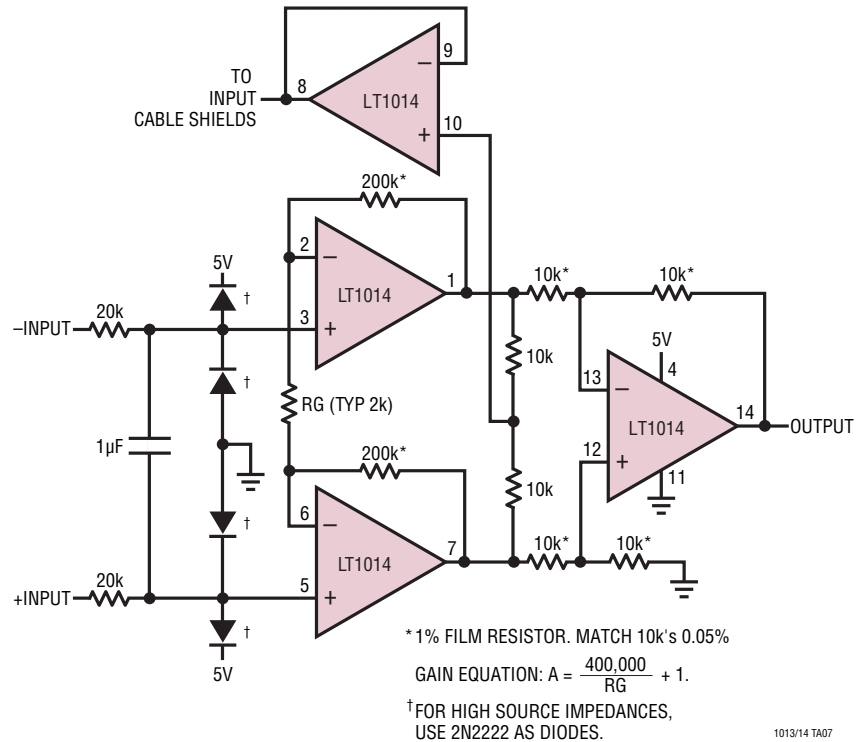 9
TO
INPUT
CABLE SHIELDS
8
−
LT1014
10
+
200k*
2
−
1
5V
†
LT1014
10k*
10k*
20k
3
−INPUT
+
5V
10k
†
4
13
−
RG (TYP 2k)
14
1µF
LT1014
OUTPUT
200k*
12
+
10k
11
†
6
−
7
10k*
10k*
LT1014
20k
5
+INPUT
+
†
5V
*1% FILM RESISTOR. MATCH 10k's 0.05%
GAIN EQUATION: A = 400,000 / RG + 1.
†FOR HIGH SOURCE IMPEDANCES,
USE 2N2222 AS DIODES.
1013/14 TA07